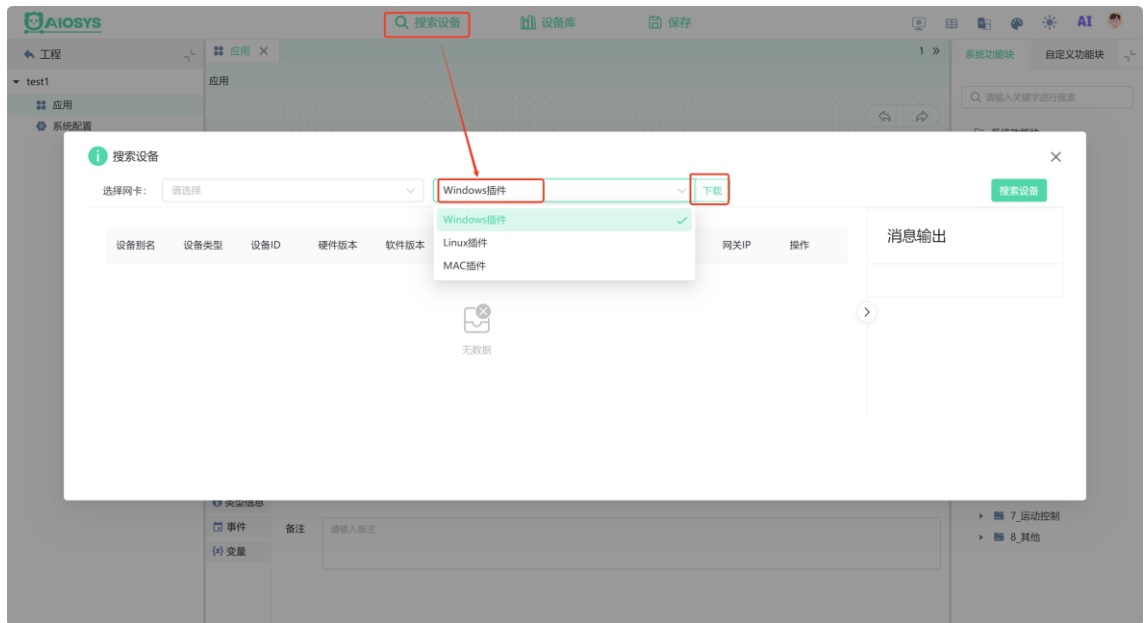 AIOSYS 搜索设备 设备库 保存 AI
工程 应用 1 系统功能块 自定义功能块
test1 应用
应用 请输入关键字进行搜索
系统配置
搜索设备
选择网卡: 请选择 Windows插件 下载 搜索设备
Windows插件
Linux插件
MAC插件
设备别名 设备类型 设备ID 硬件版本 软件版本 网关IP 操作
消息输出
无数据
类型信息
事件 备注 请输入备注
变量
7_运动控制
8_其他